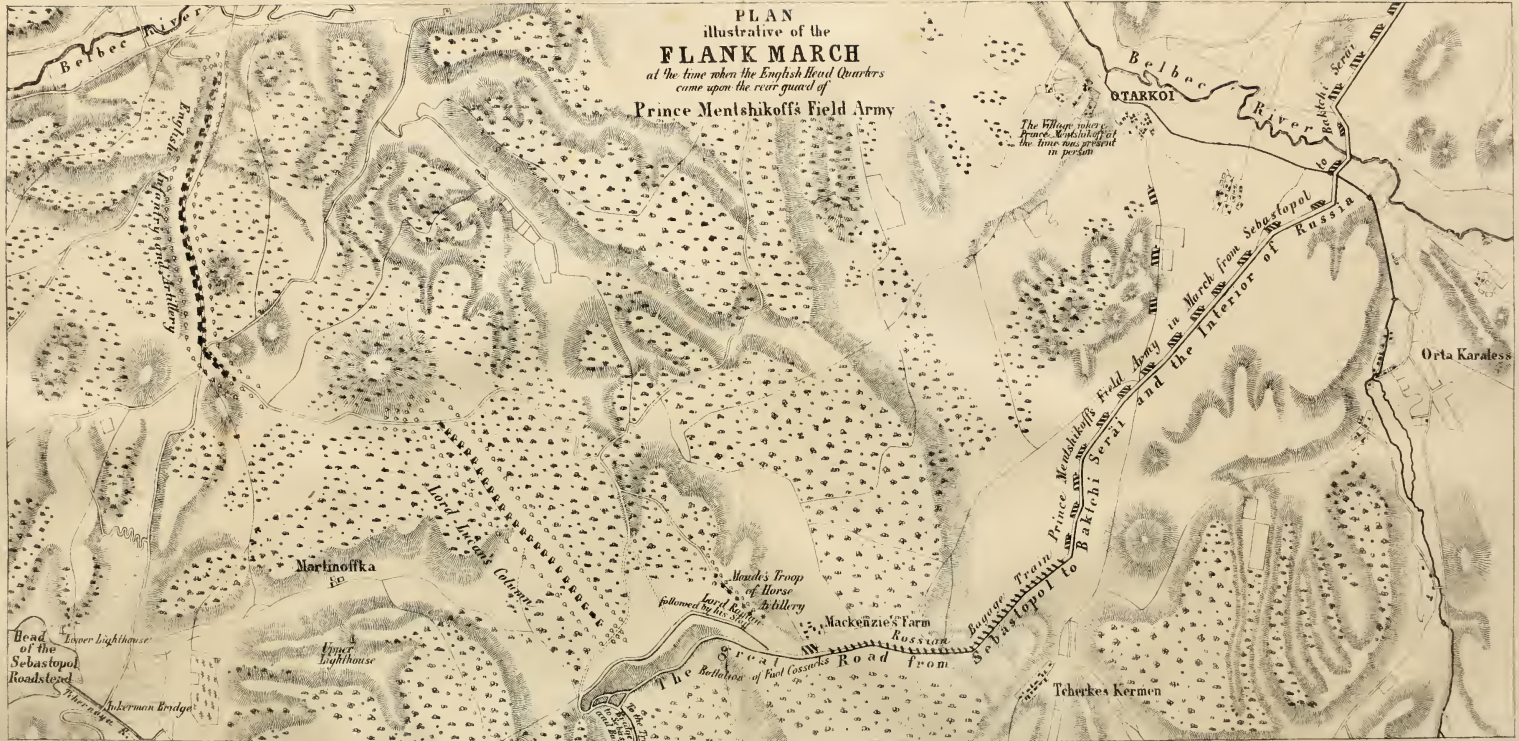 PLAN
illustrative of the
FLANK MARCH
at the time when the English Head Quarters
came upon the rear guard of
Prince Mentshikoff's Field Army
Belbec River
English Infantry and Artillery
Belbec River
OTARKOI
The Village where
Prince Mentshikoff at
the time was present
in person
Baktchi Serai
Prince Mentshikoff's Field Army in March from Sebastopol to
Orta Karaless
Lord Lucans Column
Martinoffka
Moude's Troop
of Horse
Artillery
Lord Raglan
followed by his Staff
Mackenzie's Farm
Russian Bagage Train
The great Road from Sebastopol to Baktchi Serai and the Interior of Russia
Battalion of Foot Cossacks
Tcherkes Kermen
Head
of the
Sebastopol
Roadstead
Lower Lighthouse
Upper
Lighthouse
Inkerman Bridge
Tchernaya R.